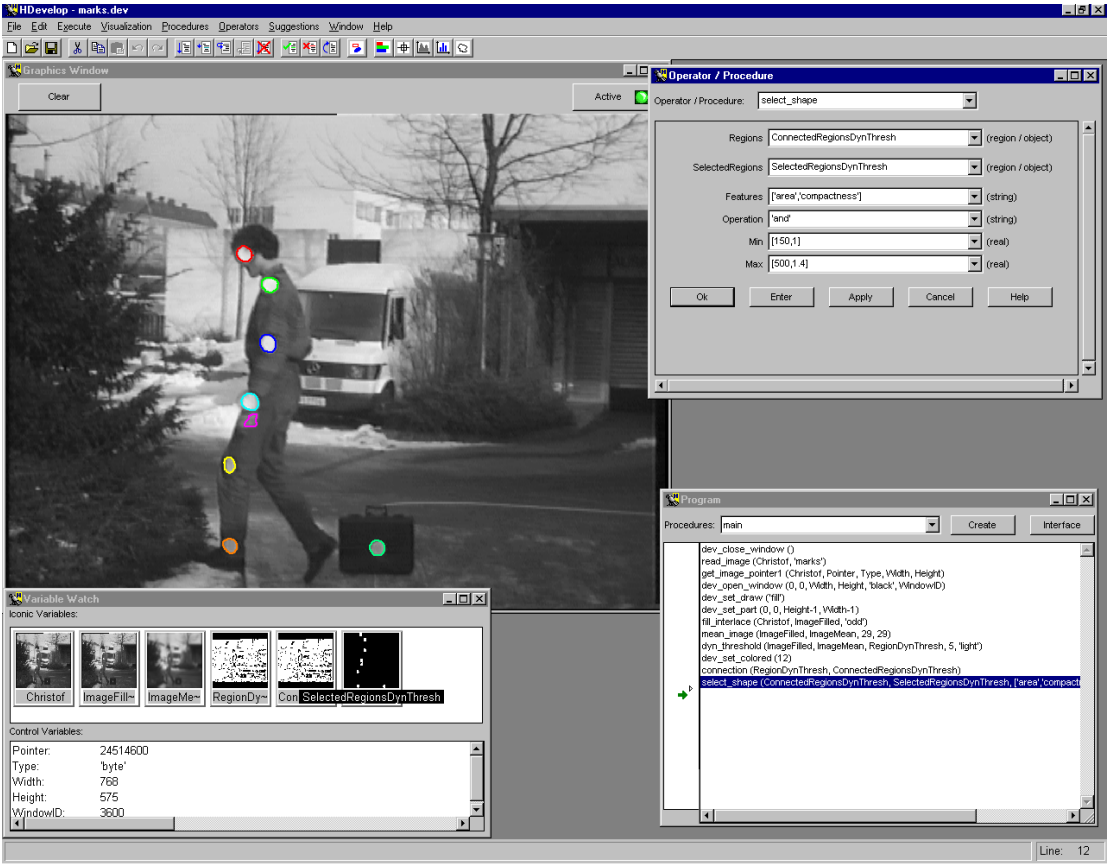 HDevelop - marks.dev
File Edit Execute Visualization Procedures Operators Suggestions Window Help
Graphics Window
Clear
Active
Operator / Procedure
Operator / Procedure: select_shape
Regions ConnectedRegionsDynThresh (region / object)
SelectedRegions SelectedRegionsDynThresh (region / object)
Features ['area','compactness'] (string)
Operation 'and' (string)
Min [150,1] (real)
Max [500,1.4] (real)
Ok Enter Apply Cancel Help
Program
Procedures: main Create Interface
dev_close_window ()
read_image (Christof, 'marks')
get_image_pointer1 (Christof, Pointer, Type, Width, Height)
dev_open_window (0, 0, Width, Height, 'black', WindowID)
dev_set_draw ('fill')
dev_set_part (0, 0, Height-1, Width-1)
fill_interlace (Christof, ImageFilled, 'odd')
mean_image (ImageFilled, ImageMean, 29, 29)
dyn_threshold (ImageFilled, ImageMean, RegionDynThresh, 5, 'light')
dev_set_colored (12)
connection (RegionDynThresh, ConnectedRegionsDynThresh)
select_shape (ConnectedRegionsDynThresh, SelectedRegionsDynThresh, ['area','compact
Variable Watch
Iconic Variables:
Christof ImageFill~ ImageMe~ RegionDy~ Con SelectedRegionsDynThresh
Control Variables:
Pointer: 24514600
Type: 'byte'
Width: 768
Height: 575
WindowID: 3600
Line: 12